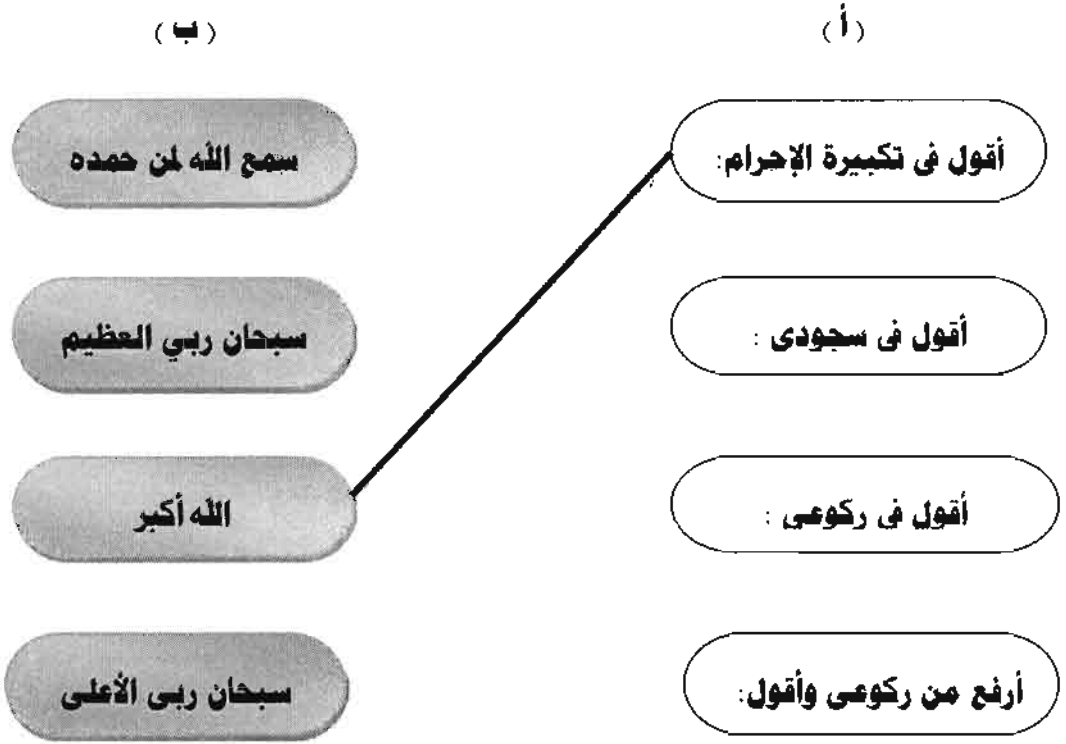 ( أ )
( ب )
أقول فى تكبيرة الإحرام:
سمع الله لمن حمده
أقول فى سجودى :
سبحان ربي العظيم
أقول فى ركوعى :
الله أكبر
أرفع من ركوعى وأقول:
سبحان ربى الأعلى